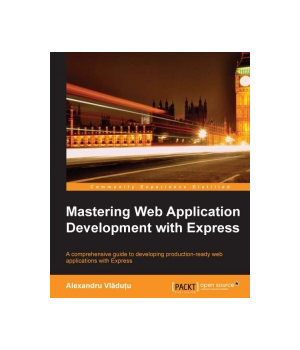 Community Experience Distilled
Mastering Web Application
Development with Express
A comprehensive guide to developing production-ready web
applications with Express
Alexandru Vlăduțu
[PACKT] open source
PUBLISHING